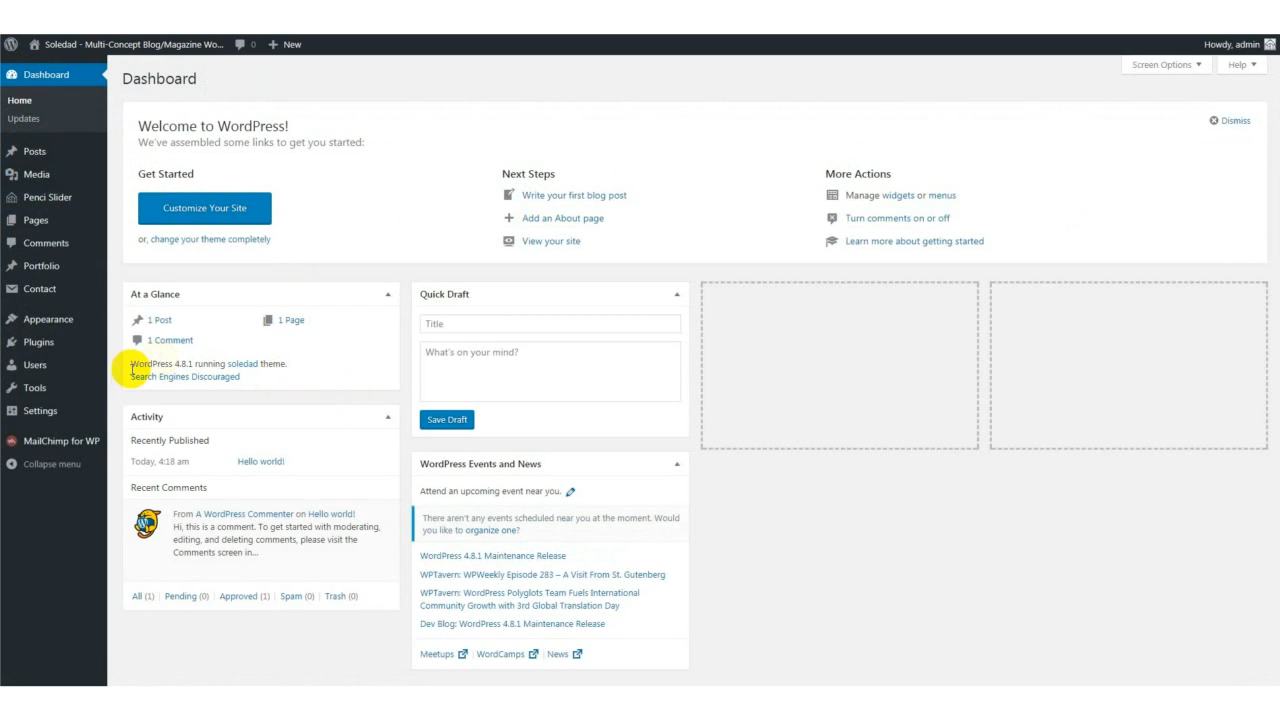 Soledad - Multi-Concept Blog/Magazine Wo... 0 + New Howdy, admin
Screen Options Help
Dashboard
Home
Updates
Posts
Media
Penci Slider
Pages
Comments
Portfolio
Contact
Appearance
Plugins
Users
Tools
Settings
MailChimp for WP
Collapse menu
Dashboard
Welcome to WordPress!
We've assembled some links to get you started:
Dismiss
Get Started
Customize Your Site
or, change your theme completely
Next Steps
Write your first blog post
Add an About page
View your site
More Actions
Manage widgets or menus
Turn comments on or off
Learn more about getting started
At a Glance
1 Post 1 Page
1 Comment
WordPress 4.8.1 running soledad theme.
Search Engines Discouraged
Activity
Recently Published
Today, 4:18 am Hello world!
Recent Comments
From A WordPress Commenter on Hello world!
Hi, this is a comment. To get started with moderating,
editing, and deleting comments, please visit the
Comments screen in...
All (1) | Pending (0) | Approved (1) | Spam (0) | Trash (0)
Quick Draft
Title
What's on your mind?
Save Draft
WordPress Events and News
Attend an upcoming event near you.
There aren't any events scheduled near you at the moment. Would
you like to organize one?
WordPress 4.8.1 Maintenance Release
WPTavern: WPWeekly Episode 283 – A Visit From St. Gutenberg
WPTavern: WordPress Polyglots Team Fuels International
Community Growth with 3rd Global Translation Day
Dev Blog: WordPress 4.8.1 Maintenance Release
Meetups | WordCamps | News